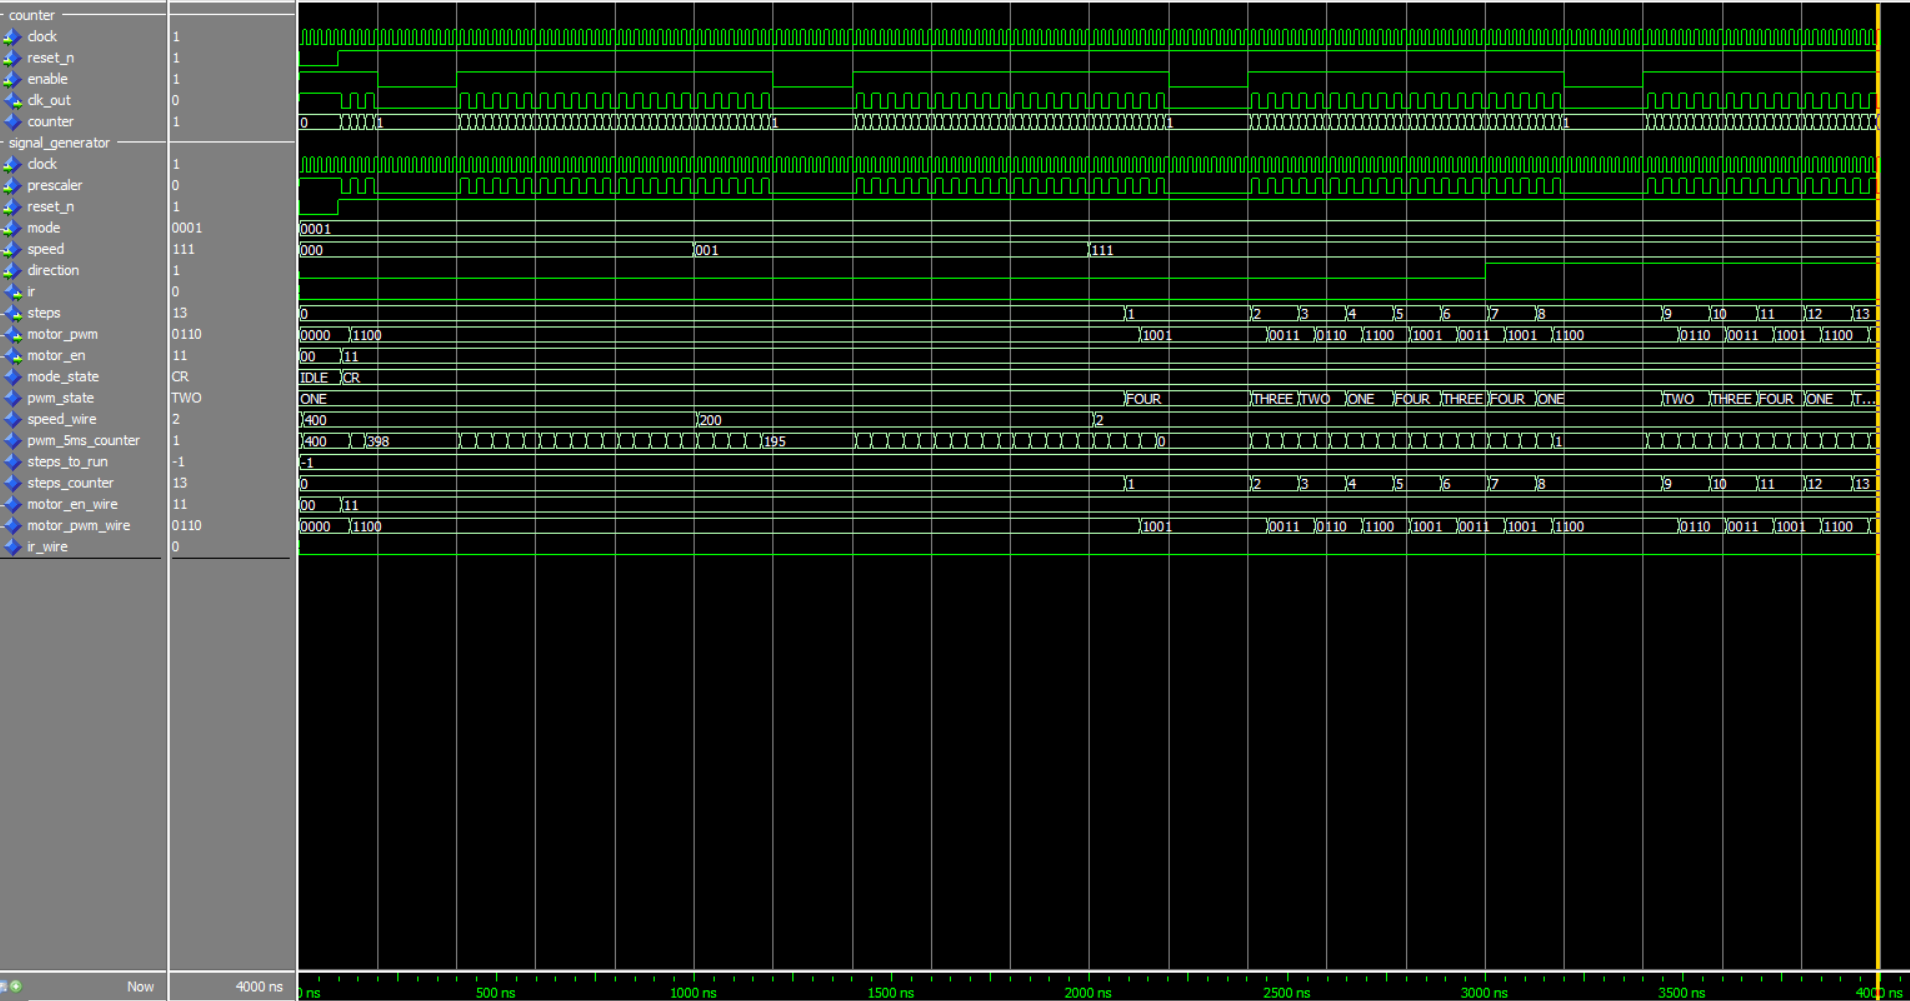 counter
clock 1
reset_n 1
enable 1
clk_out 0
counter 1 0 1 1 1 1
signal_generator
clock 1
prescaler 0
reset_n 1
mode 0001 0001
speed 111 000 001 111
direction 1
ir 0
steps 13 0 1 2 3 4 5 6 7 8 9 10 11 12 13
motor_pwm 0110 0000 1100 1001 0011 0110 1100 1001 0011 1001 1100 0110 0011 1001 1100
motor_en 11 00 11
mode_state CR IDLE CR
pwm_state TWO ONE FOUR THREE TWO ONE FOUR THREE FOUR ONE TWO THREE FOUR ONE T...
speed_wire 2 400 200 2
pwm_5ms_counter 1 400 398 195 0 1
steps_to_run -1 -1
steps_counter 13 0 1 2 3 4 5 6 7 8 9 10 11 12 13
motor_en_wire 11 00 11
motor_pwm_wire 0110 0000 1100 1001 0011 0110 1100 1001 0011 1001 1100 0110 0011 1001 1100
ir_wire 0
Now 4000 ns ns 500 ns 1000 ns 1500 ns 2000 ns 2500 ns 3000 ns 3500 ns 4000 ns